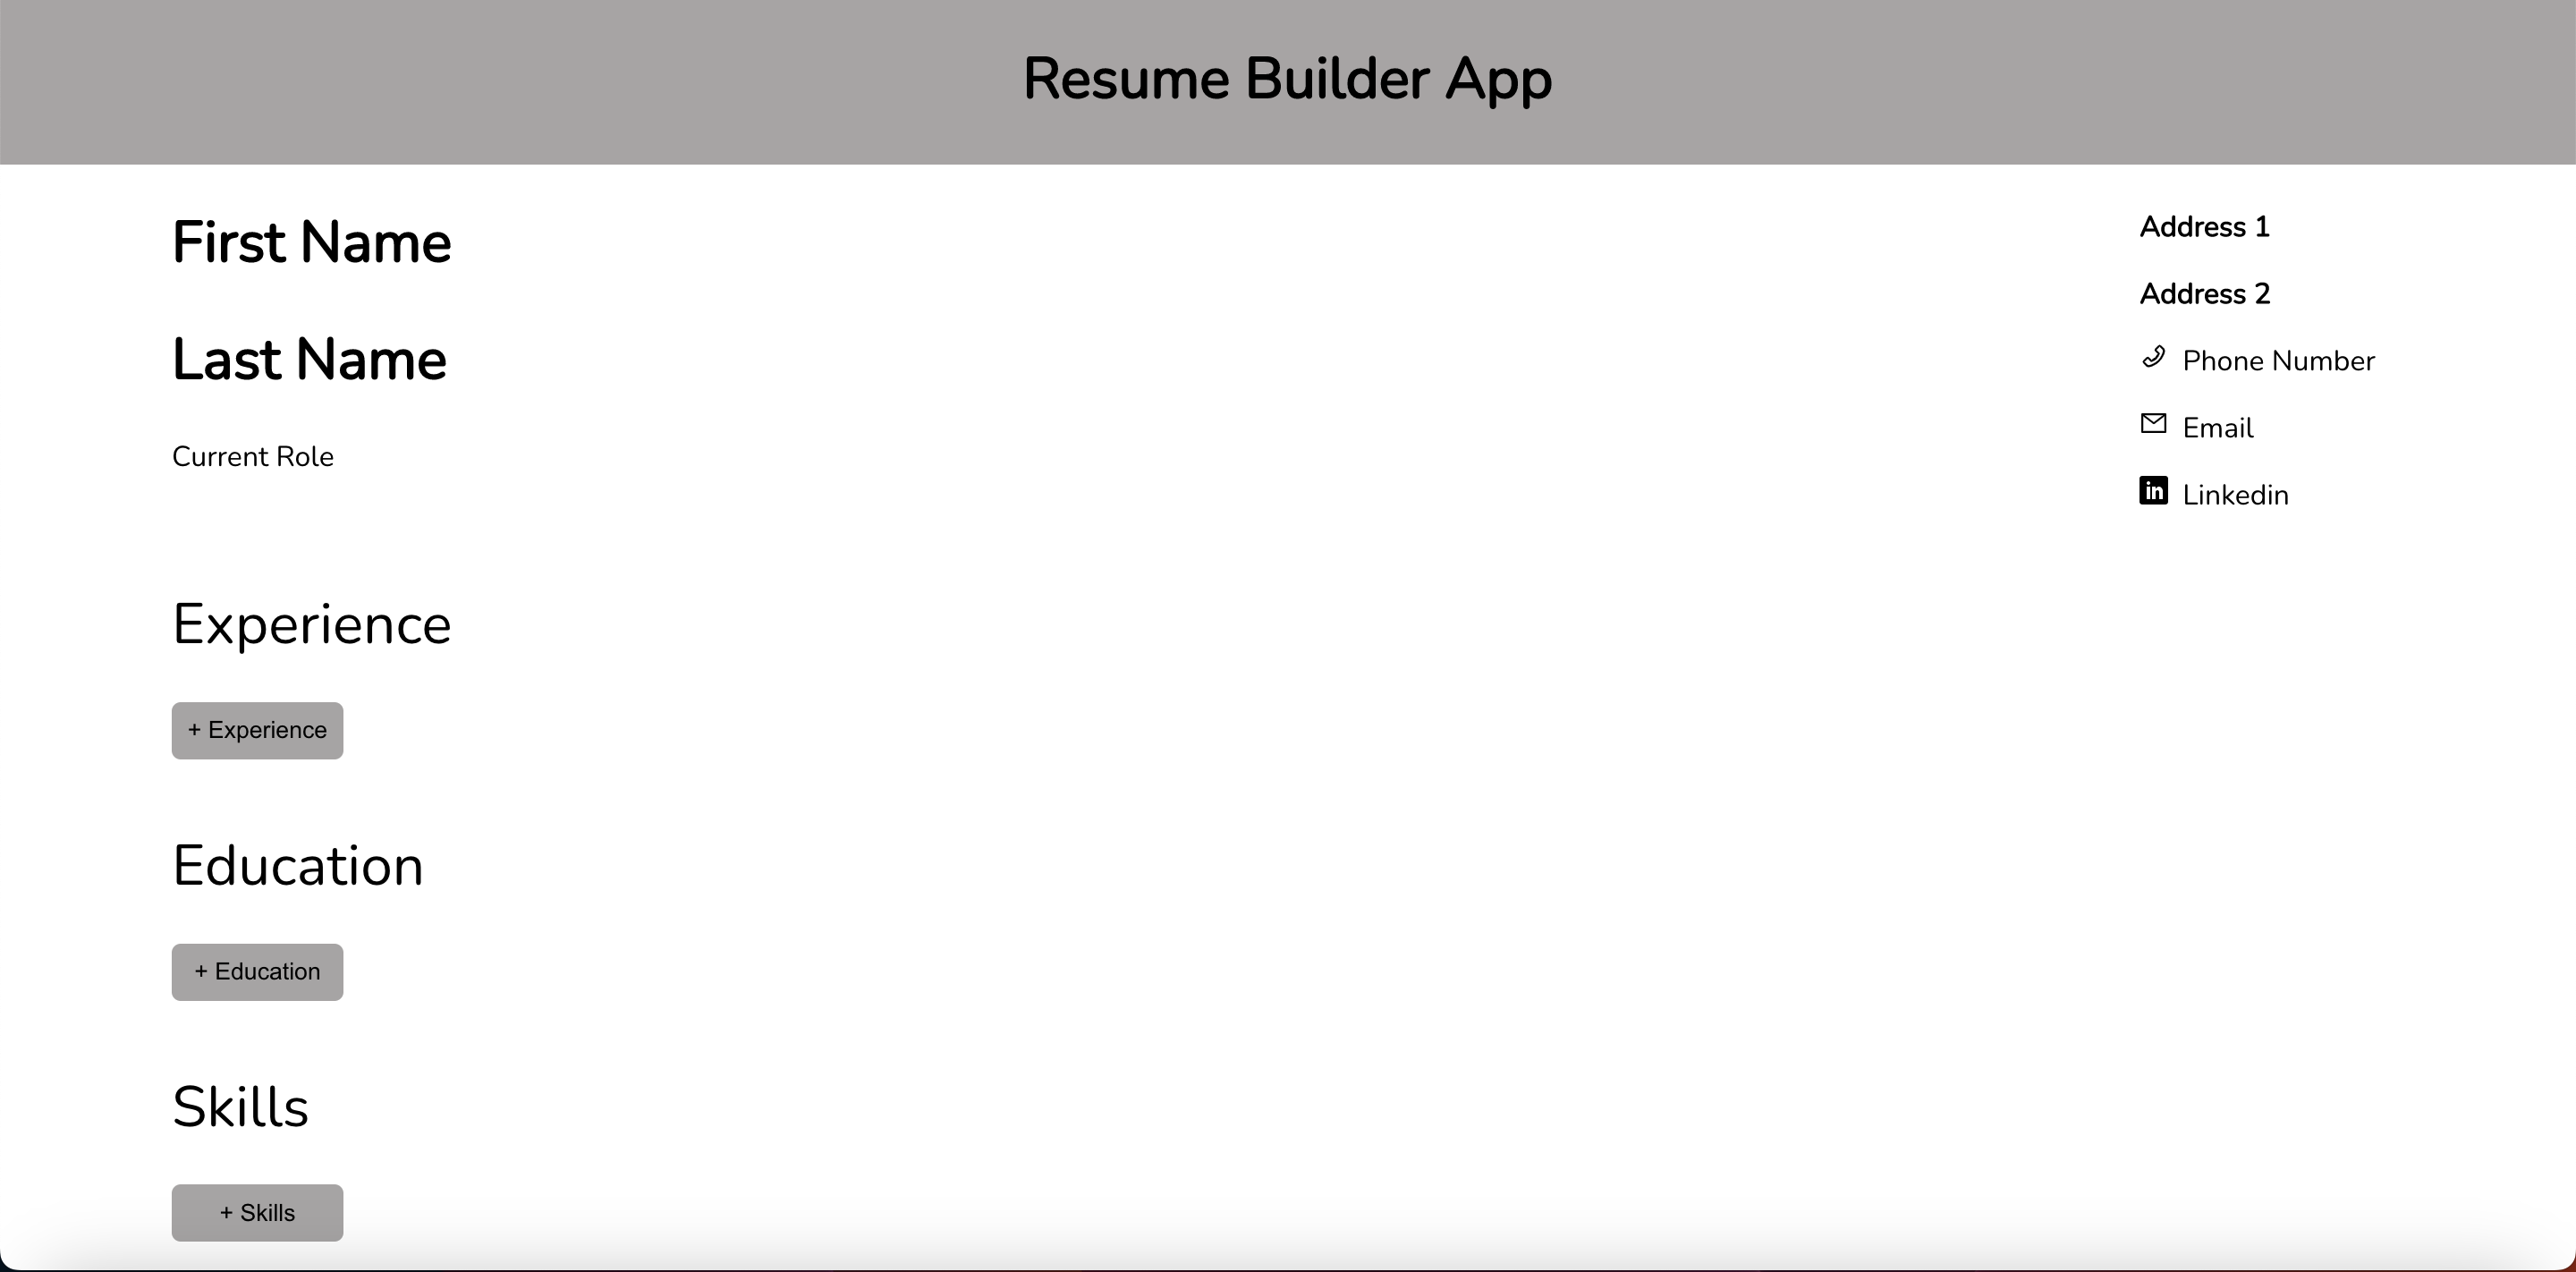 Resume Builder App
First Name
Last Name
Current Role
Address 1
Address 2
Phone Number
Email
in Linkedin
Experience
+ Experience
Education
+ Education
Skills
+ Skills